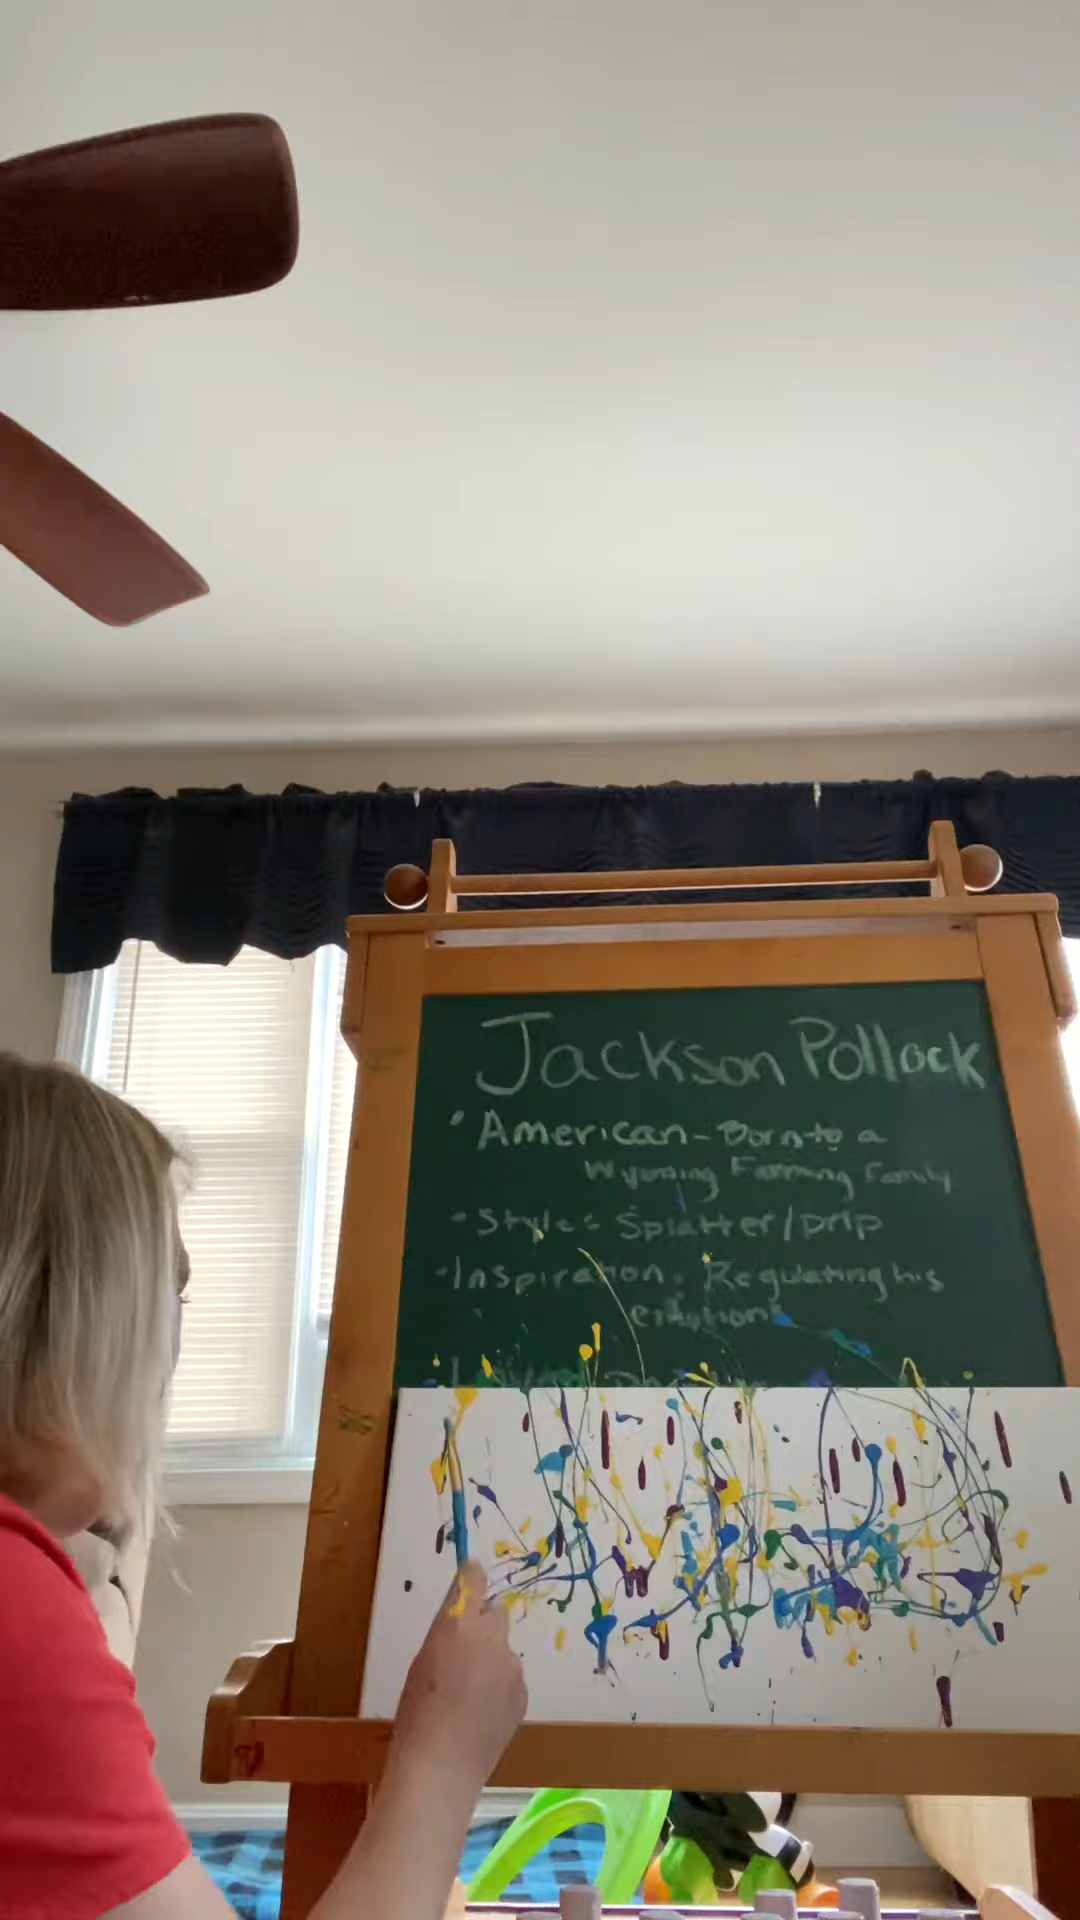 Jackson Pollock
• American - Born to a
Wyoming Farming Family
- Style: Splatter/Drip
- Inspiration: Regulating his
emotions